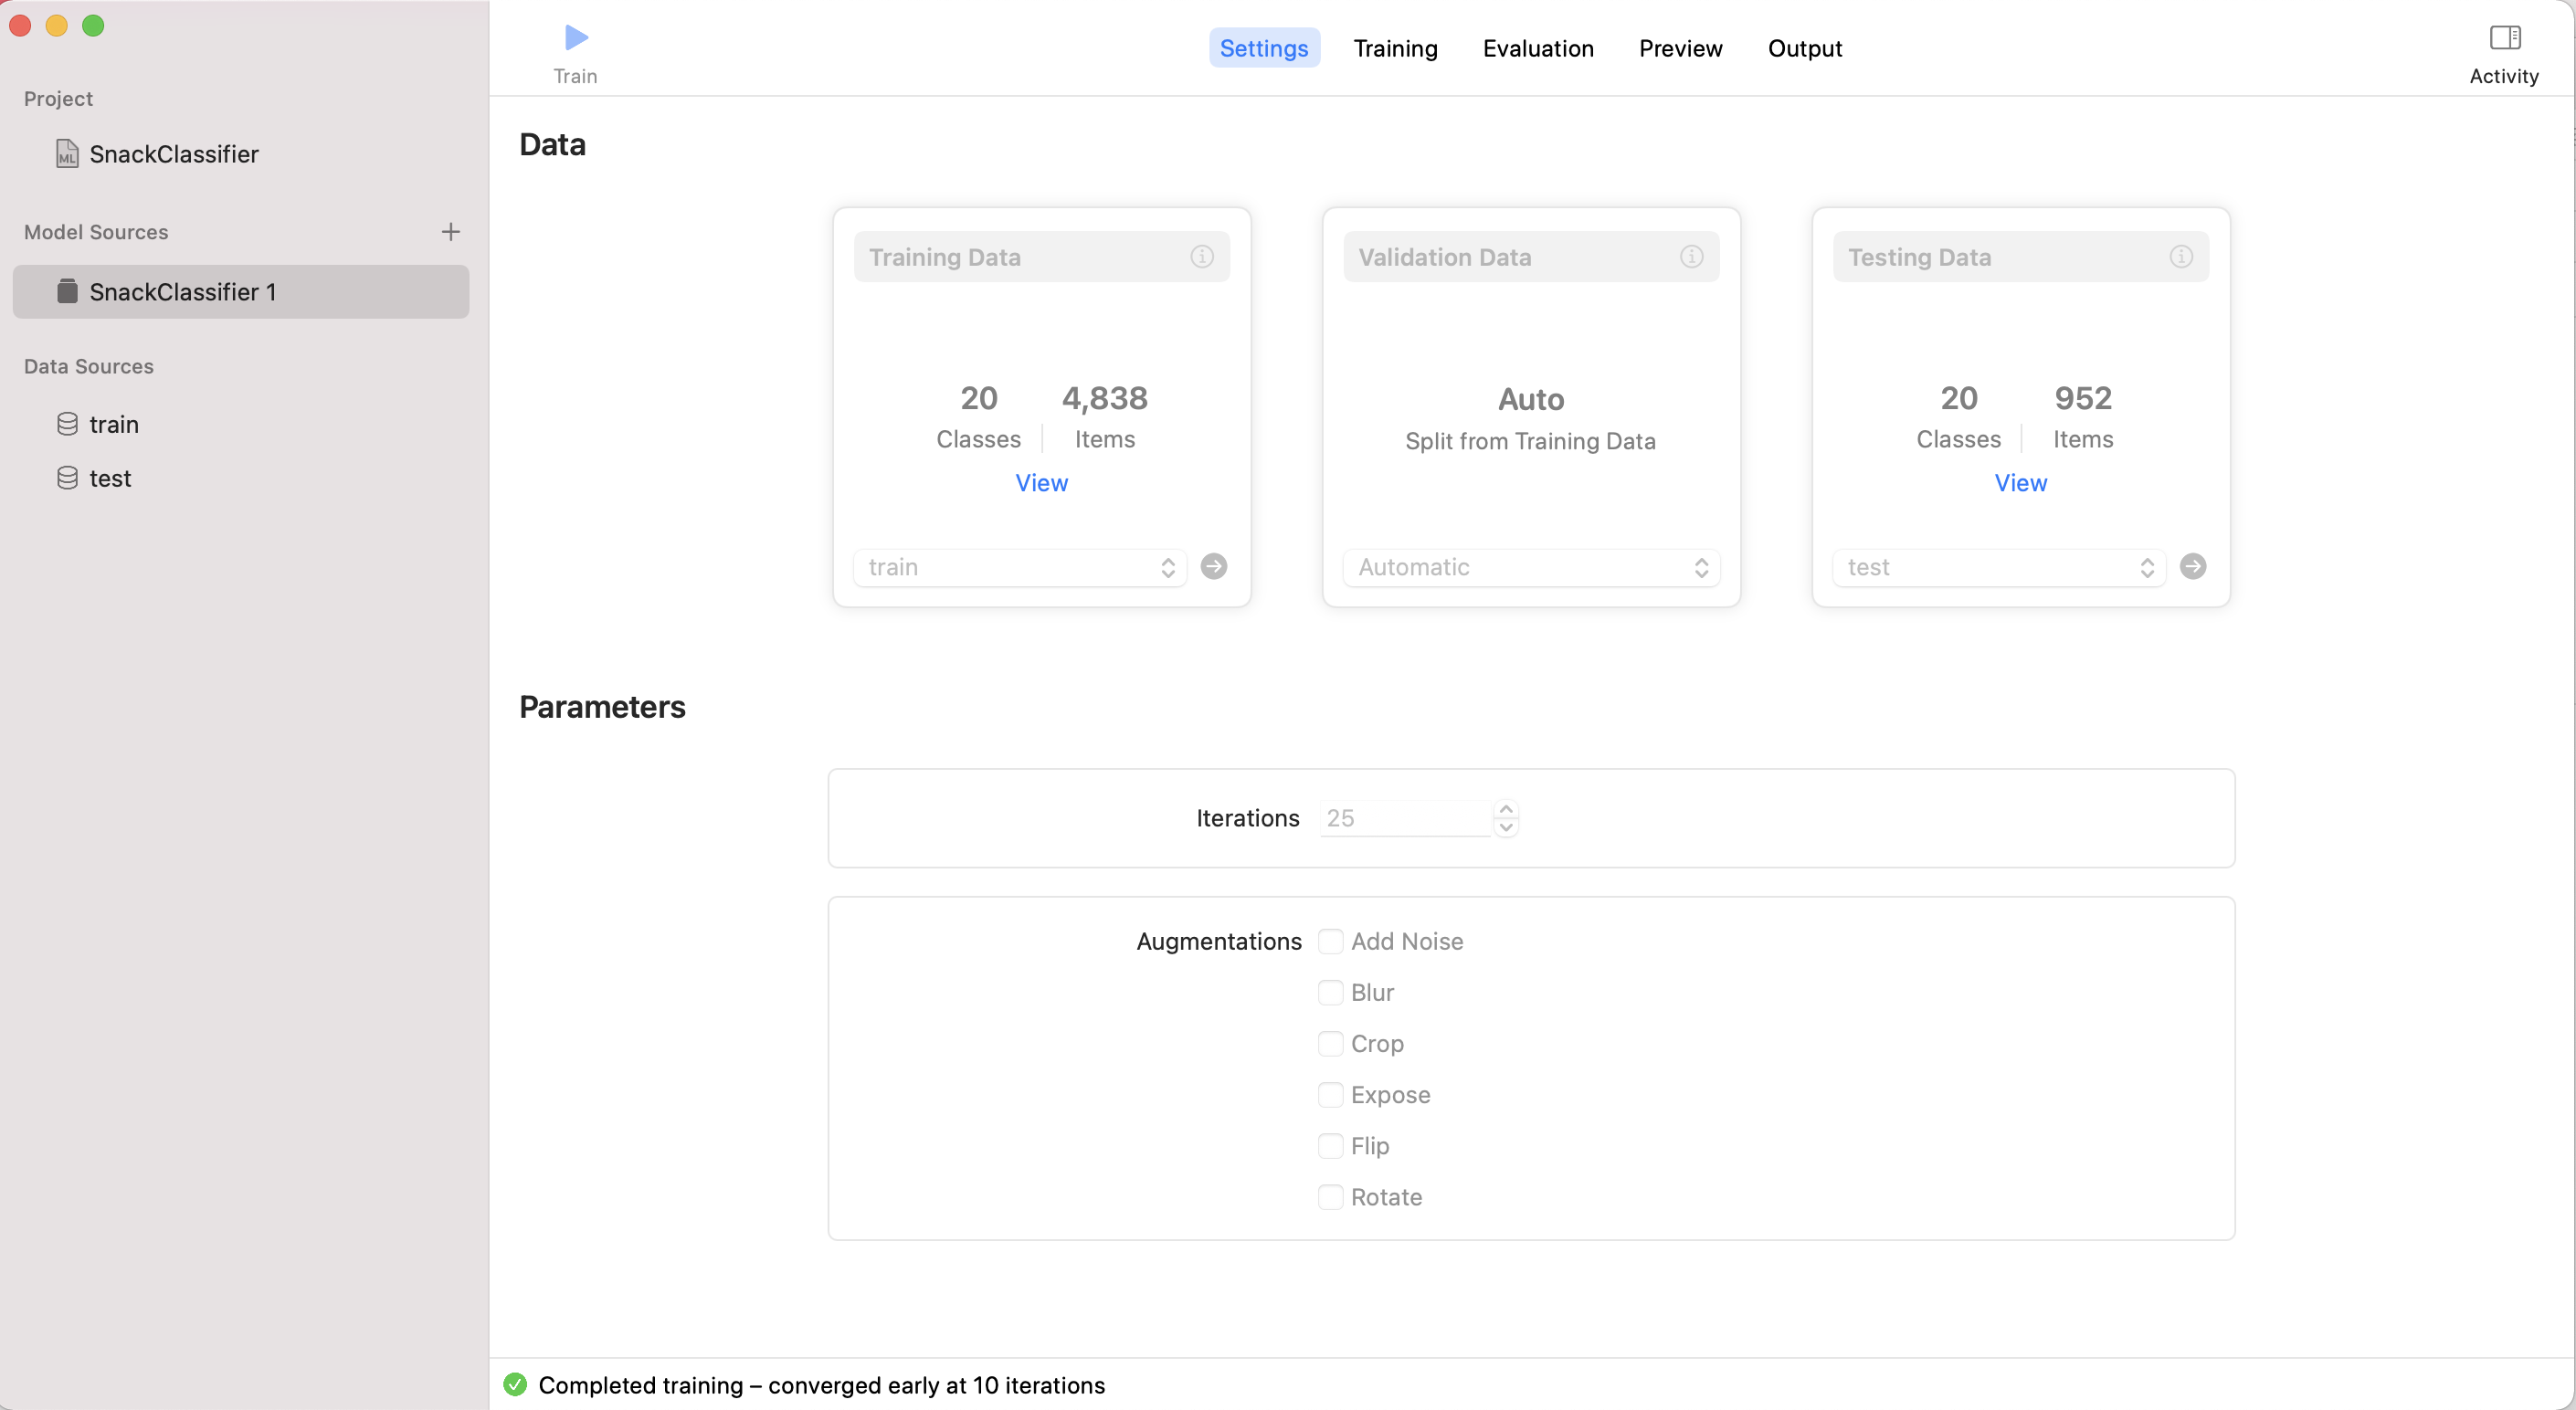 Train
Settings
Training
Evaluation
Preview
Output
Activity
Project
ML
SnackClassifier
Model Sources
SnackClassifier 1
Data Sources
train
test
Data
Training Data
20
4,838
Classes
Items
View
train
Validation Data
Auto
Split from Training Data
Automatic
Testing Data
20
952
Classes
Items
View
test
Parameters
Iterations 25
Augmentations
Add Noise
Blur
Crop
Expose
Flip
Rotate
Completed training – converged early at 10 iterations